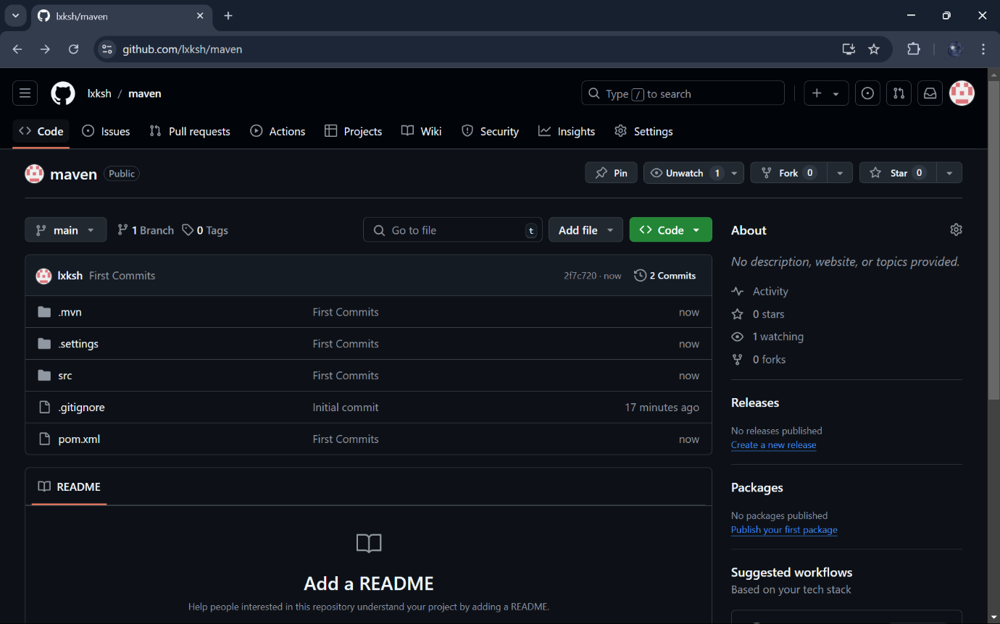 lxksh/maven
github.com/lxksh/maven
lxksh / maven
Type / to search
Code Issues Pull requests Actions Projects Wiki Security Insights Settings
maven Public
Pin Unwatch 1 Fork 0 Star 0
main 1 Branch 0 Tags Go to file t Add file Code
lxksh First Commits 2f7c720 · now 2 Commits
.mvn First Commits now
.settings First Commits now
src First Commits now
.gitignore Initial commit 17 minutes ago
pom.xml First Commits now
README
Add a README
Help people interested in this repository understand your project by adding a README.
About
No description, website, or topics provided.
Activity
0 stars
1 watching
0 forks
Releases
No releases published
Create a new release
Packages
No packages published
Publish your first package
Suggested workflows
Based on your tech stack